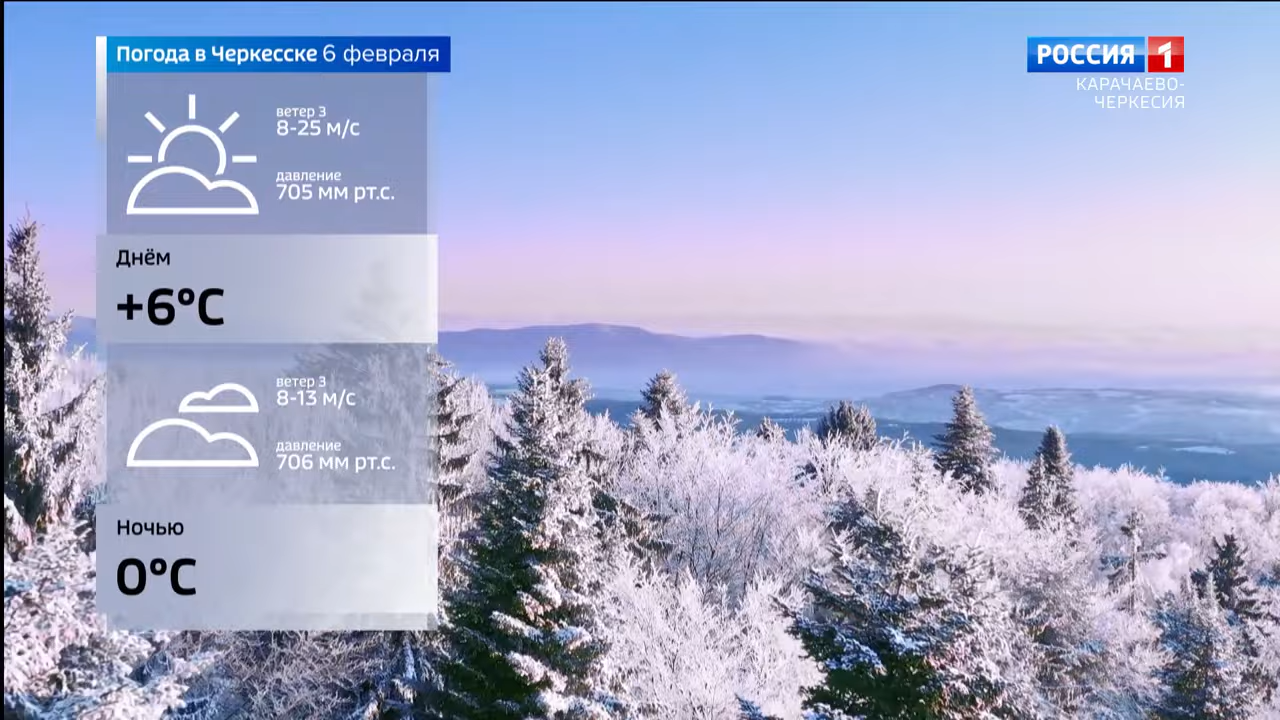 Погода в Черкесске 6 февраля
РОССИЯ 1
КАРАЧАЕВО-
ЧЕРКЕСИЯ
ветер З
8-25 м/с
давление
705 мм рт.с.
Днём
+6°C
ветер З
8-13 м/с
давление
706 мм рт.с.
Ночью
0°C